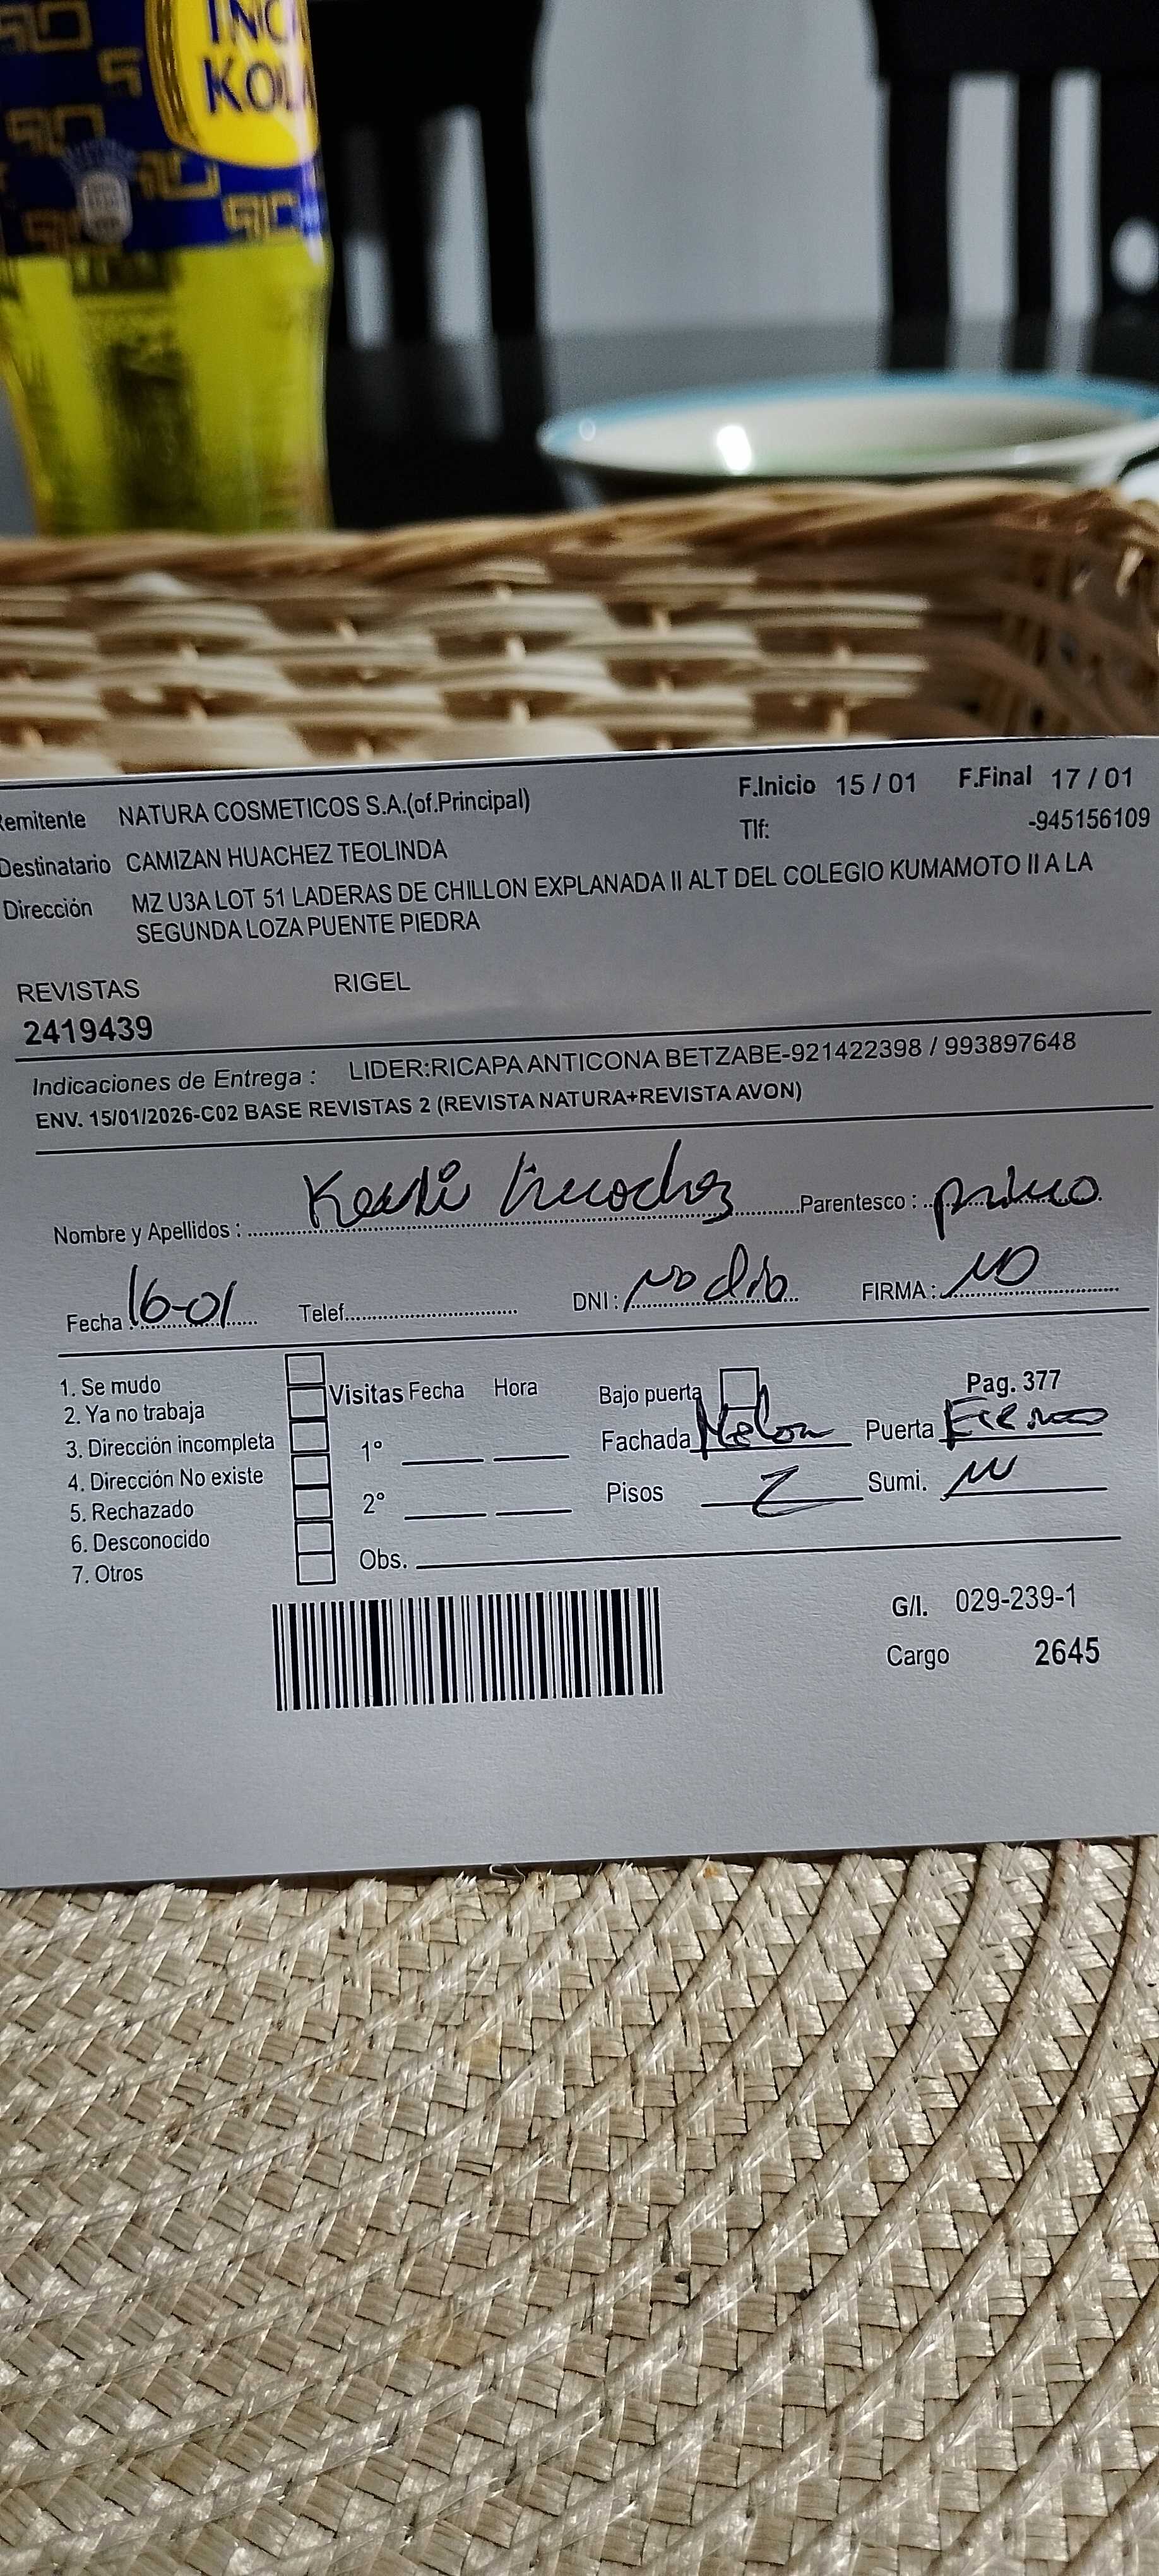 INC
KOL
Remitente NATURA COSMETICOS S.A.(of.Principal) F.Inicio 15 / 01 F.Final 17 / 01
Tlf: -945156109
Destinatario CAMIZAN HUACHEZ TEOLINDA
Dirección MZ U3A LOT 51 LADERAS DE CHILLON EXPLANADA II ALT DEL COLEGIO KUMAMOTO II A LA
SEGUNDA LOZA PUENTE PIEDRA
REVISTAS RIGEL
2419439
Indicaciones de Entrega : LIDER:RICAPA ANTICONA BETZABE-921422398 / 993897648
ENV. 15/01/2026-C02 BASE REVISTAS 2 (REVISTA NATURA+REVISTA AVON)
Nombre y Apellidos : Parentesco : primo
Fecha : 16-01 Telef. DNI : No dio FIRMA : NO
1. Se mudo
2. Ya no trabaja
3. Dirección incompleta
4. Dirección No existe
5. Rechazado
6. Desconocido
7. Otros
Visitas Fecha Hora
1°
2°
Obs.
Bajo puerta Pag. 377
Fachada Melon Puerta Fierro
Pisos 2 Sumi.
G/I. 029-239-1
Cargo 2645